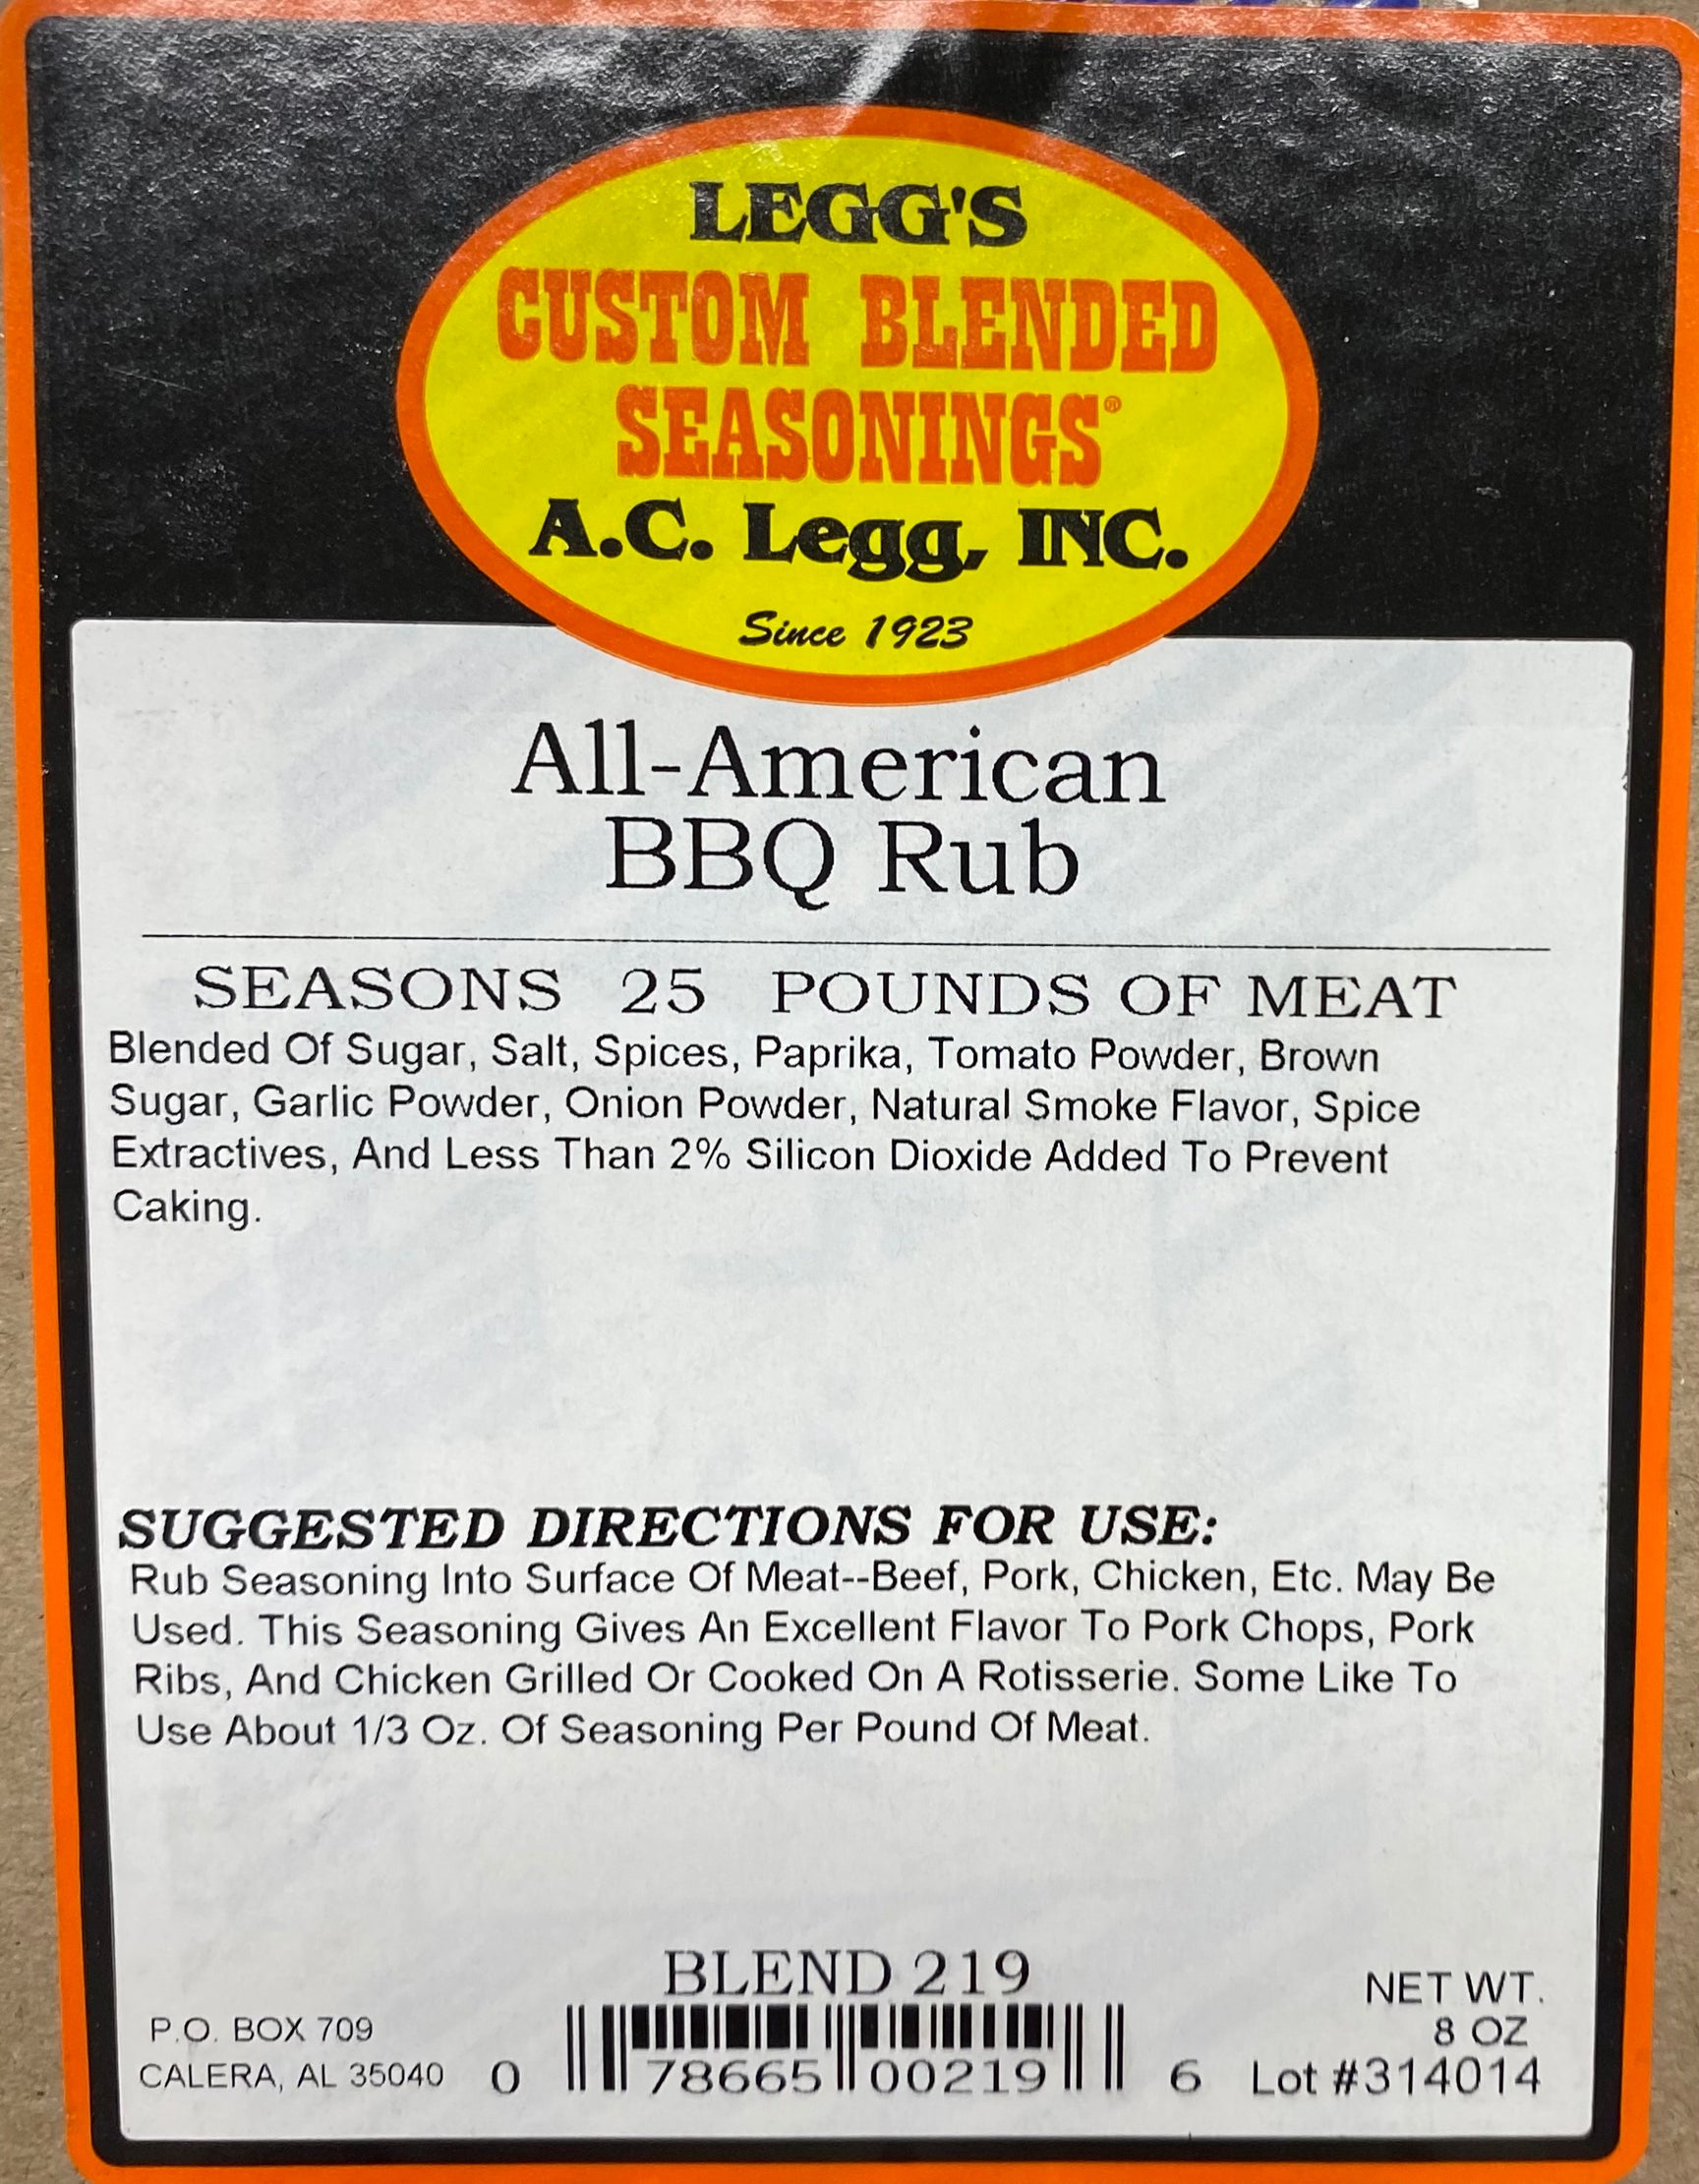 LEGG'S
CUSTOM BLENDED
SEASONINGS®
A.C. Legg, INC.
Since 1923
All-American
BBQ Rub
SEASONS 25 POUNDS OF MEAT
Blended Of Sugar, Salt, Spices, Paprika, Tomato Powder, Brown
Sugar, Garlic Powder, Onion Powder, Natural Smoke Flavor, Spice
Extractives, And Less Than 2% Silicon Dioxide Added To Prevent
Caking.
SUGGESTED DIRECTIONS FOR USE:
Rub Seasoning Into Surface Of Meat--Beef, Pork, Chicken, Etc. May Be
Used. This Seasoning Gives An Excellent Flavor To Pork Chops, Pork
Ribs, And Chicken Grilled Or Cooked On A Rotisserie. Some Like To
Use About 1/3 Oz. Of Seasoning Per Pound Of Meat.
BLEND 219
P.O. BOX 709
CALERA, AL 35040
0 78665 00219 6
NET WT.
8 OZ
Lot #314014